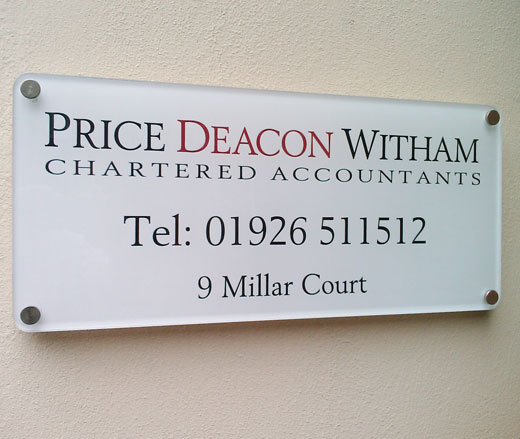 PRICE DEACON WITHAM
CHARTERED ACCOUNTANTS
Tel: 01926 511512
9 Millar Court